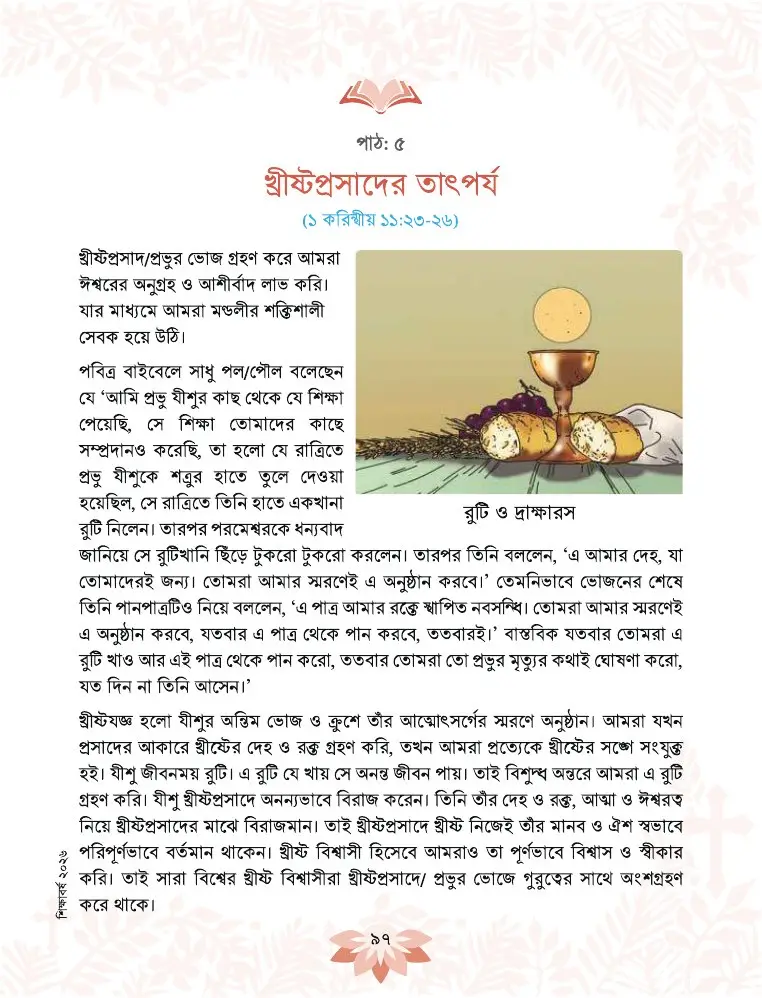 পাঠ: ৫
খ্রীষ্টপ্রসাদের তাৎপর্য
(১ করিন্থীয় ১১:২৩-২৬)
খ্রীষ্টপ্রসাদ/প্রভুর ভোজ গ্রহণ করে আমরা
ঈশ্বরের অনুগ্রহ ও আশীর্বাদ লাভ করি।
যার মাধ্যমে আমরা মন্ডলীর শক্তিশালী
সেবক হয়ে উঠি।
পবিত্র বাইবেলে সাধু পল/পৌল বলেছেন
যে ‘আমি প্রভু যীশুর কাছ থেকে যে শিক্ষা
পেয়েছি, সে শিক্ষা তোমাদের কাছে
সম্প্রদানও করেছি, তা হলো যে রাত্রিতে
প্রভু যীশুকে শত্রুর হাতে তুলে দেওয়া
হয়েছিল, সে রাত্রিতে তিনি হাতে একখানা
রুটি নিলেন। তারপর পরমেশ্বরকে ধন্যবাদ
রুটি ও দ্রাক্ষারস
জানিয়ে সে রুটিখানি ছিঁড়ে টুকরো টুকরো করলেন। তারপর তিনি বললেন, ‘এ আমার দেহ, যা
তোমাদেরই জন্য। তোমরা আমার স্মরণেই এ অনুষ্ঠান করবে।’ তেমনিভাবে ভোজনের শেষে
তিনি পানপাত্রটিও নিয়ে বললেন, ‘এ পাত্র আমার রক্তে স্থাপিত নবসন্ধি। তোমরা আমার স্মরণেই
এ অনুষ্ঠান করবে, যতবার এ পাত্র থেকে পান করবে, ততবারই।’ বাস্তবিক যতবার তোমরা এ
রুটি খাও আর এই পাত্র থেকে পান করো, ততবার তোমরা তো প্রভুর মৃত্যুর কথাই ঘোষণা করো,
যত দিন না তিনি আসেন।’
খ্রীষ্টযজ্ঞ হলো যীশুর অন্তিম ভোজ ও ক্রুশে তাঁর আত্মোৎসর্গের স্মরণে অনুষ্ঠান। আমরা যখন
প্রসাদের আকারে খ্রীষ্টের দেহ ও রক্ত গ্রহণ করি, তখন আমরা প্রত্যেকে খ্রীষ্টের সঙ্গে সংযুক্ত
হই। যীশু জীবনময় রুটি। এ রুটি যে খায় সে অনন্ত জীবন পায়। তাই বিশুদ্ধ অন্তরে আমরা এ রুটি
গ্রহণ করি। যীশু খ্রীষ্টপ্রসাদে অনন্যভাবে বিরাজ করেন। তিনি তাঁর দেহ ও রক্ত, আত্মা ও ঈশ্বরত্ব
নিয়ে খ্রীষ্টপ্রসাদের মাঝে বিরাজমান। তাই খ্রীষ্টপ্রসাদে খ্রীষ্ট নিজেই তাঁর মানব ও ঐশ স্বভাবে
পরিপূর্ণভাবে বর্তমান থাকেন। খ্রীষ্ট বিশ্বাসী হিসেবে আমরাও তা পূর্ণভাবে বিশ্বাস ও স্বীকার
করি। তাই সারা বিশ্বের খ্রীষ্ট বিশ্বাসীরা খ্রীষ্টপ্রসাদে/ প্রভুর ভোজে গুরুত্বের সাথে অংশগ্রহণ
করে থাকে।
শিক্ষাবর্ষ ২০২৬
৯৭